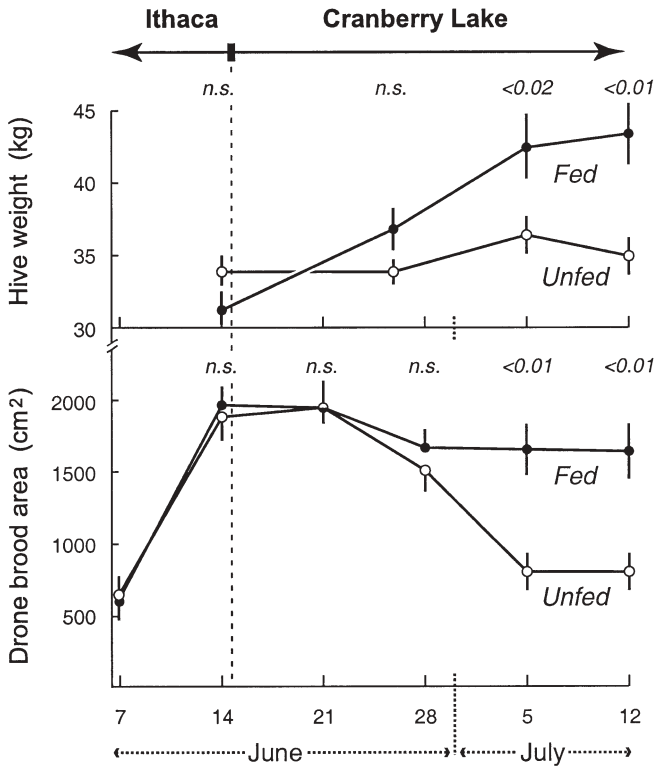 Ithaca Cranberry Lake
n.s. n.s. <0.02 <0.01
45
40
35
30
Hive weight (kg)
Fed
Unfed
n.s. n.s. n.s. <0.01 <0.01
2000
1500
1000
500
Drone brood area (cm²)
Fed
Unfed
7 14 21 28 5 12
June July